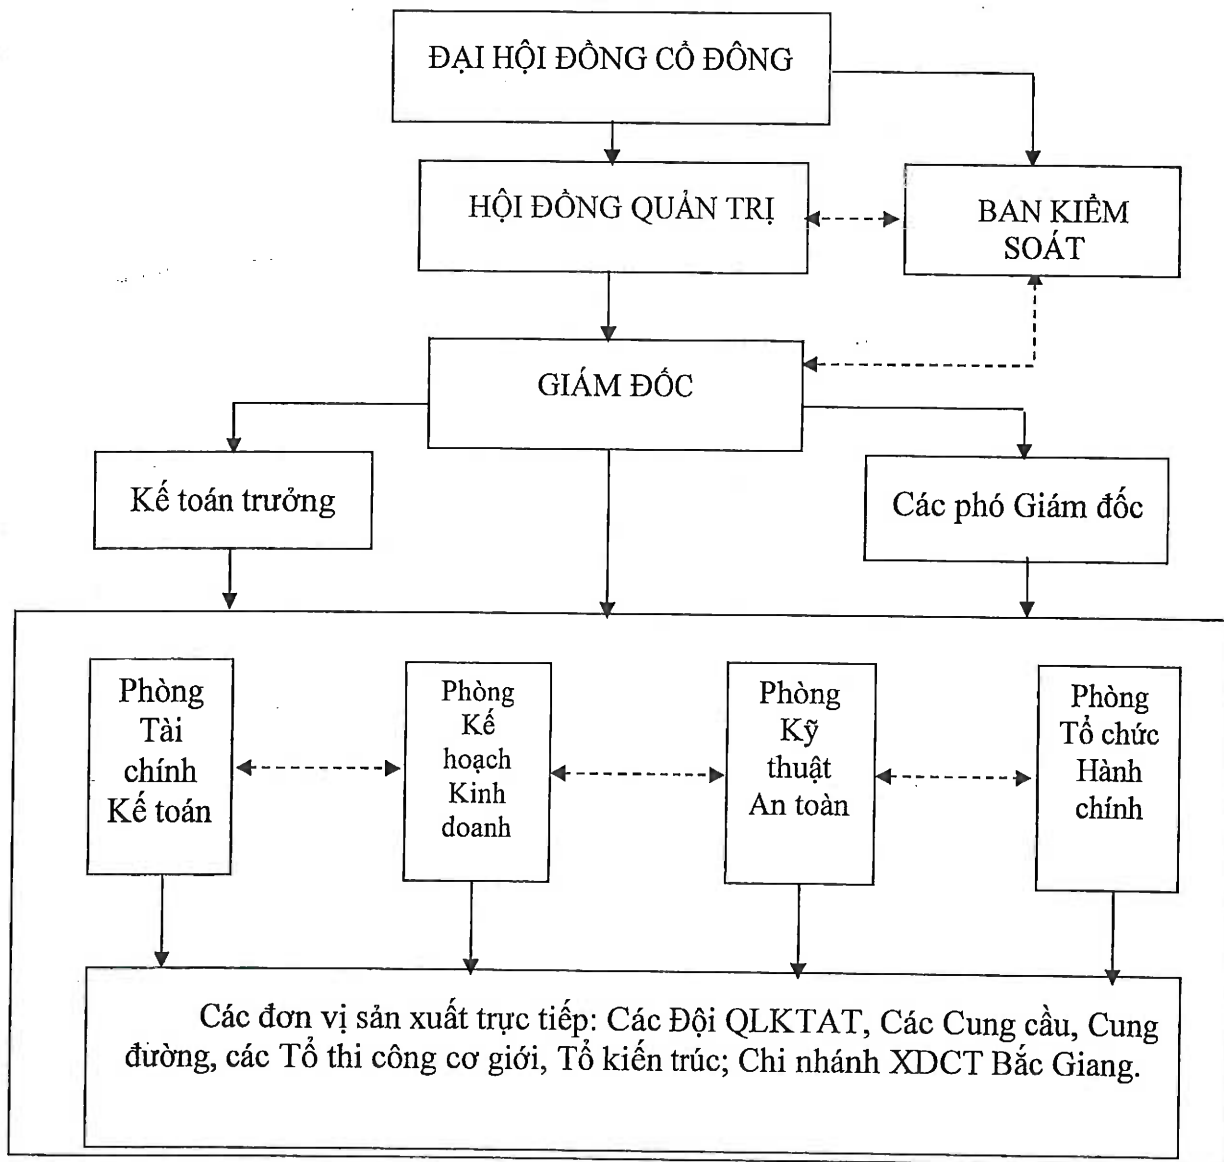 ĐẠI HỘI ĐỒNG CỔ ĐÔNG
HỘI ĐỒNG QUẢN TRỊ
BAN KIỂM
SOÁT
GIÁM ĐỐC
Kế toán trưởng
Các phó Giám đốc
Phòng
Tài
chính
Kế toán
Phòng
Kế
hoạch
Kinh
doanh
Phòng
Kỹ
thuật
An toàn
Phòng
Tổ chức
Hành
chính
Các đơn vị sản xuất trực tiếp: Các Đội QLKTAT, Các Cung cầu, Cung
đường, các Tổ thi công cơ giới, Tổ kiến trúc; Chi nhánh XDCT Bắc Giang.